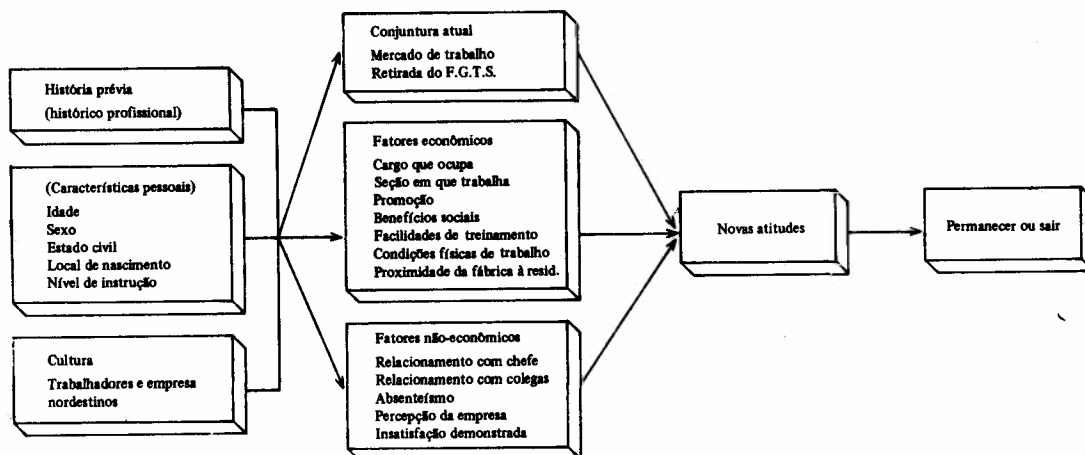 História prévia
(histórico profissional)
(Características pessoais)
Idade
Sexo
Estado civil
Local de nascimento
Nível de instrução
Cultura
Trabalhadores e empresa
nordestinos
Conjuntura atual
Mercado de trabalho
Retirada do F.G.T.S.
Fatores econômicos
Cargo que ocupa
Seção em que trabalha
Promoção
Benefícios sociais
Facilidades de treinamento
Condições físicas de trabalho
Proximidade da fábrica à resid.
Fatores não-econômicos
Relacionamento com chefe
Relacionamento com colegas
Absenteísmo
Percepção da empresa
Insatisfação demonstrada
Novas atitudes
Permanecer ou sair